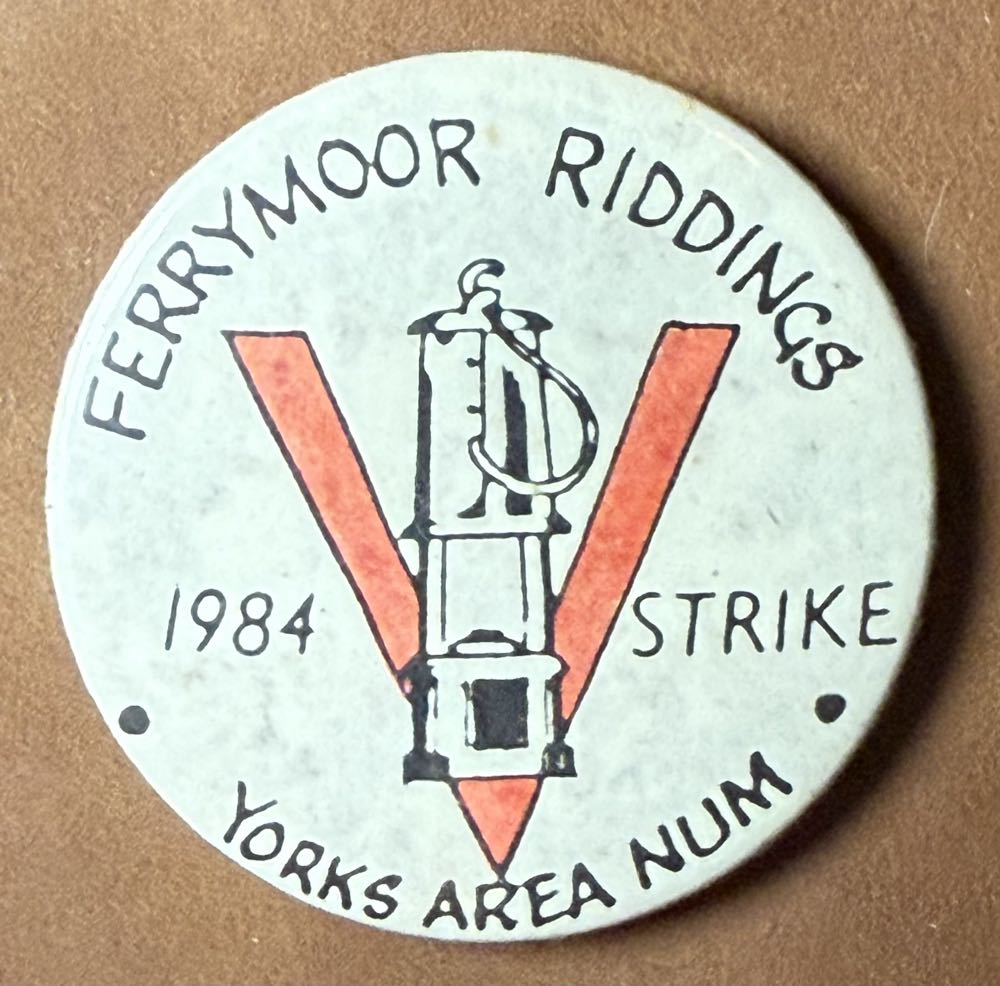 FERRYMOOR RIDDINGS
1984 STRIKE
YORKS AREA NUM